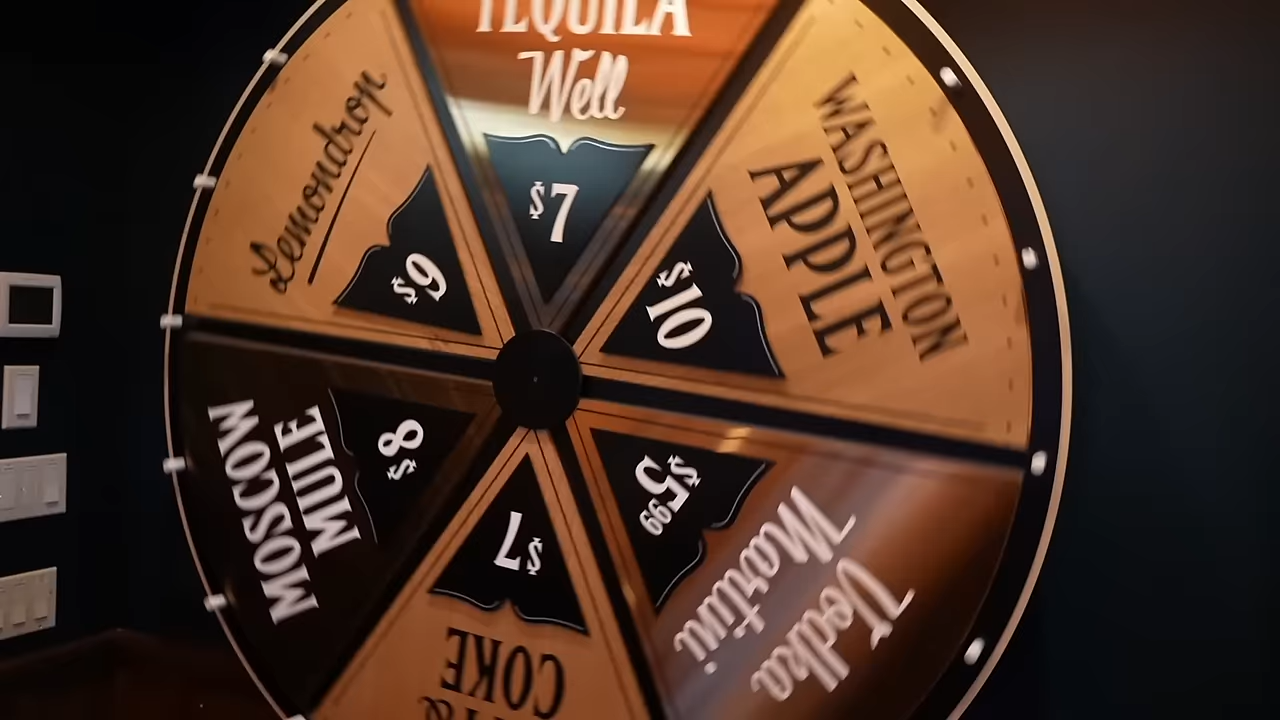 TEQUILA
Well
$7
WASHINGTON
APPLE
$10
Vodka
Martini
$5.99
COKE
$7
MOSCOW
MULE
$8
Lemondrop
$9